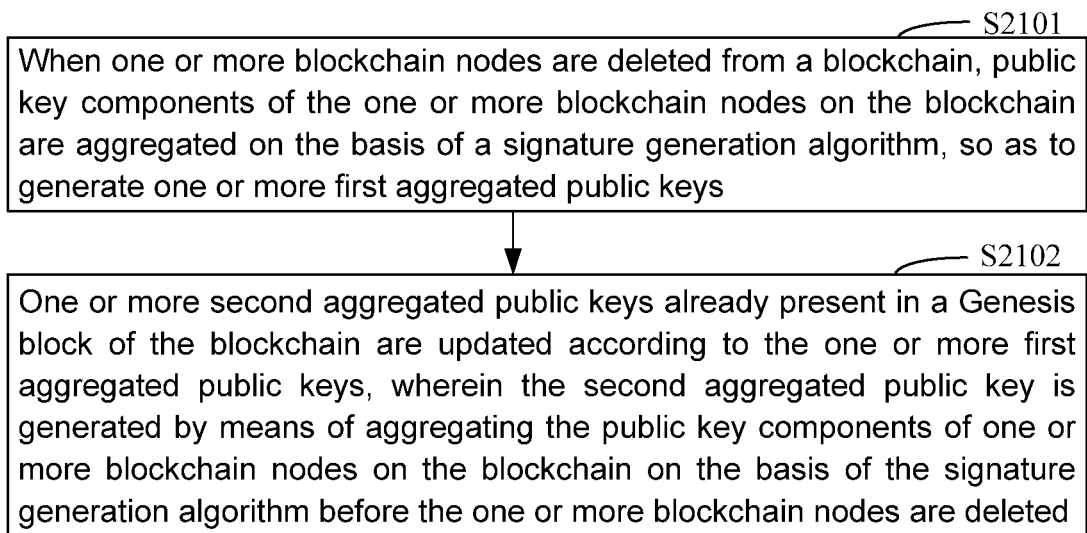 S2101
When one or more blockchain nodes are deleted from a blockchain, public
key components of the one or more blockchain nodes on the blockchain
are aggregated on the basis of a signature generation algorithm, so as to
generate one or more first aggregated public keys
S2102
One or more second aggregated public keys already present in a Genesis
block of the blockchain are updated according to the one or more first
aggregated public keys, wherein the second aggregated public key is
generated by means of aggregating the public key components of one or
more blockchain nodes on the blockchain on the basis of the signature
generation algorithm before the one or more blockchain nodes are deleted